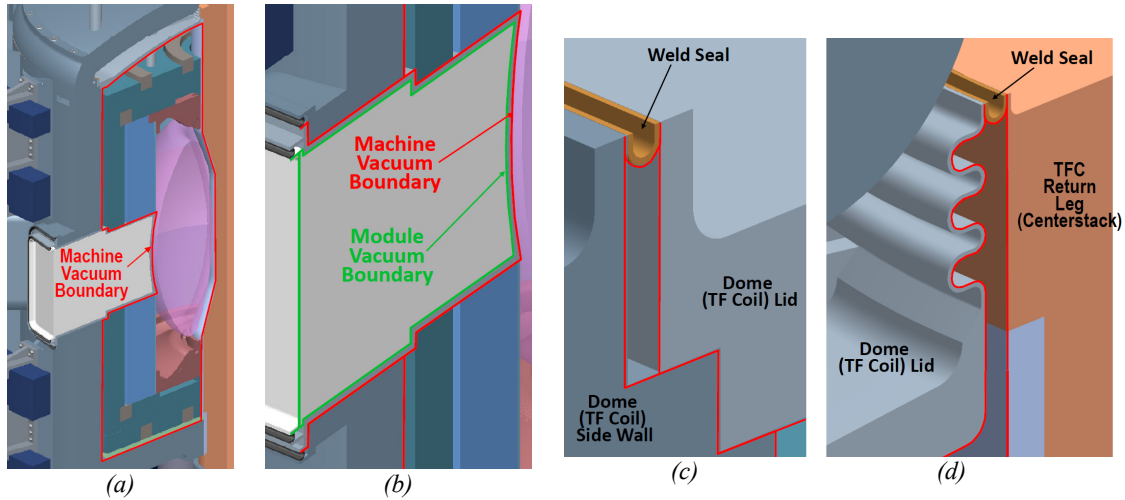 Machine
Vacuum
Boundary
(a)
Machine
Vacuum
Boundary
Module
Vacuum
Boundary
(b)
Weld Seal
Dome
(TF Coil) Lid
Dome
(TF Coil)
Side Wall
(c)
Weld Seal
TFC
Return
Leg
(Centerstack)
Dome
(TF Coil) Lid
(d)